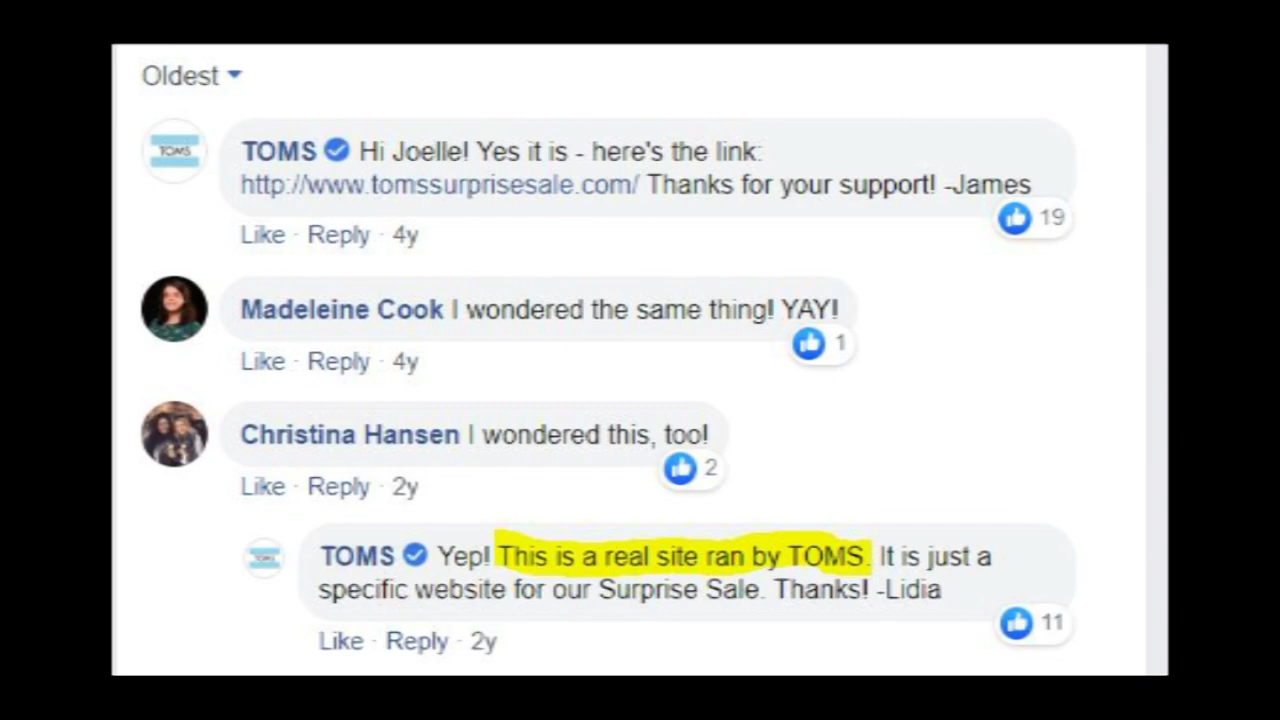 Oldest
TOMS
TOMS Hi Joelle! Yes it is - here's the link:
http://www.tomssurprisesale.com/ Thanks for your support! -James
19
Like · Reply · 4y
Madeleine Cook I wondered the same thing! YAY!
1
Like · Reply · 4y
Christina Hansen I wondered this, too!
2
Like · Reply · 2y
TOMS
TOMS Yep! This is a real site ran by TOMS. It is just a
specific website for our Surprise Sale. Thanks! -Lidia
11
Like · Reply · 2y